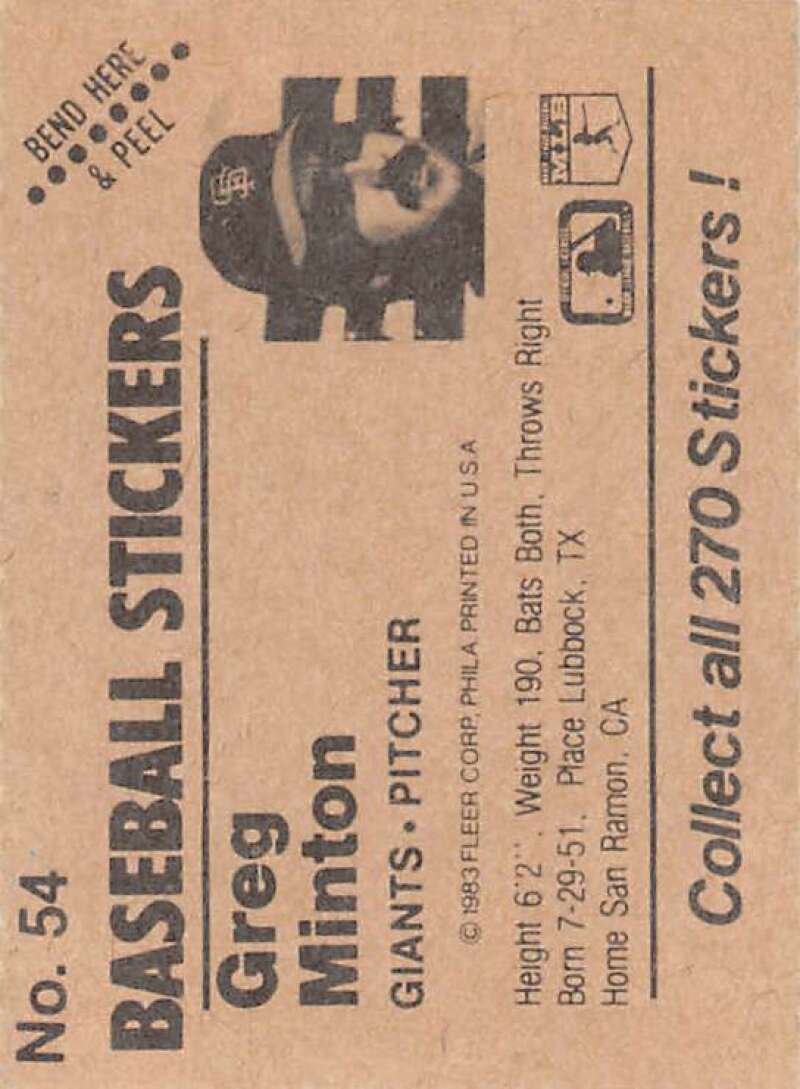 No. 54
BEND HERE
& PEEL
BASEBALL STICKERS
Greg
Minton
GIANTS • PITCHER
© 1983 FLEER CORP, PHILA. PRINTED IN U.S.A
Height 6'2''. Weight 190. Bats Both. Throws Right
Born 7-29-51. Place Lubbock, TX
Home San Ramon, CA
SF
MLB
Collect all 270 Stickers!